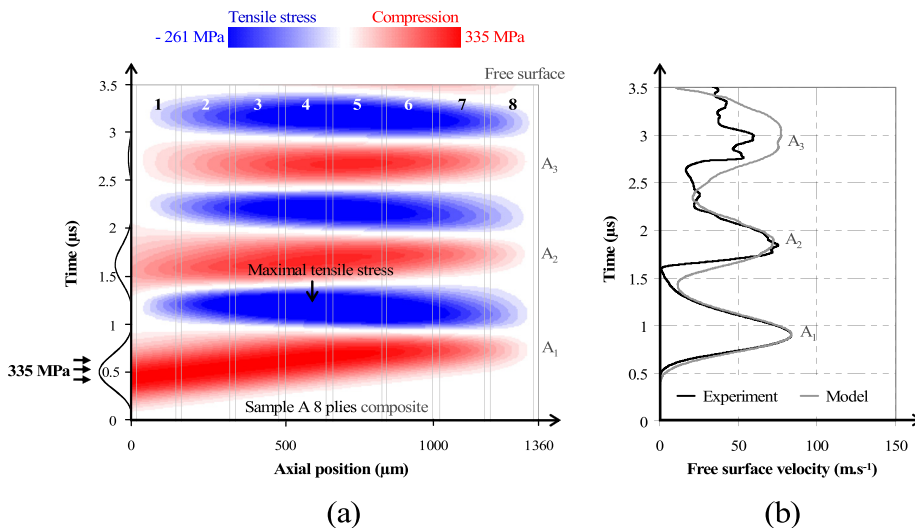 Tensile stress Compression
- 261 MPa 335 MPa
Free surface
3.5
1 2 3 4 5 6 7 8
3
A3
2.5
2
A2
1.5
Maximal tensile stress
1
A1
335 MPa
0.5
Sample A 8 plies composite
0
0 500 1000 1360
Time (µs)
Axial position (µm)
(a)
3.5
3
A3
2.5
2
A2
1.5
1
A1
0.5
Experiment Model
0
0 50 100 150
Time (µs)
Free surface velocity (m.s-1)
(b)